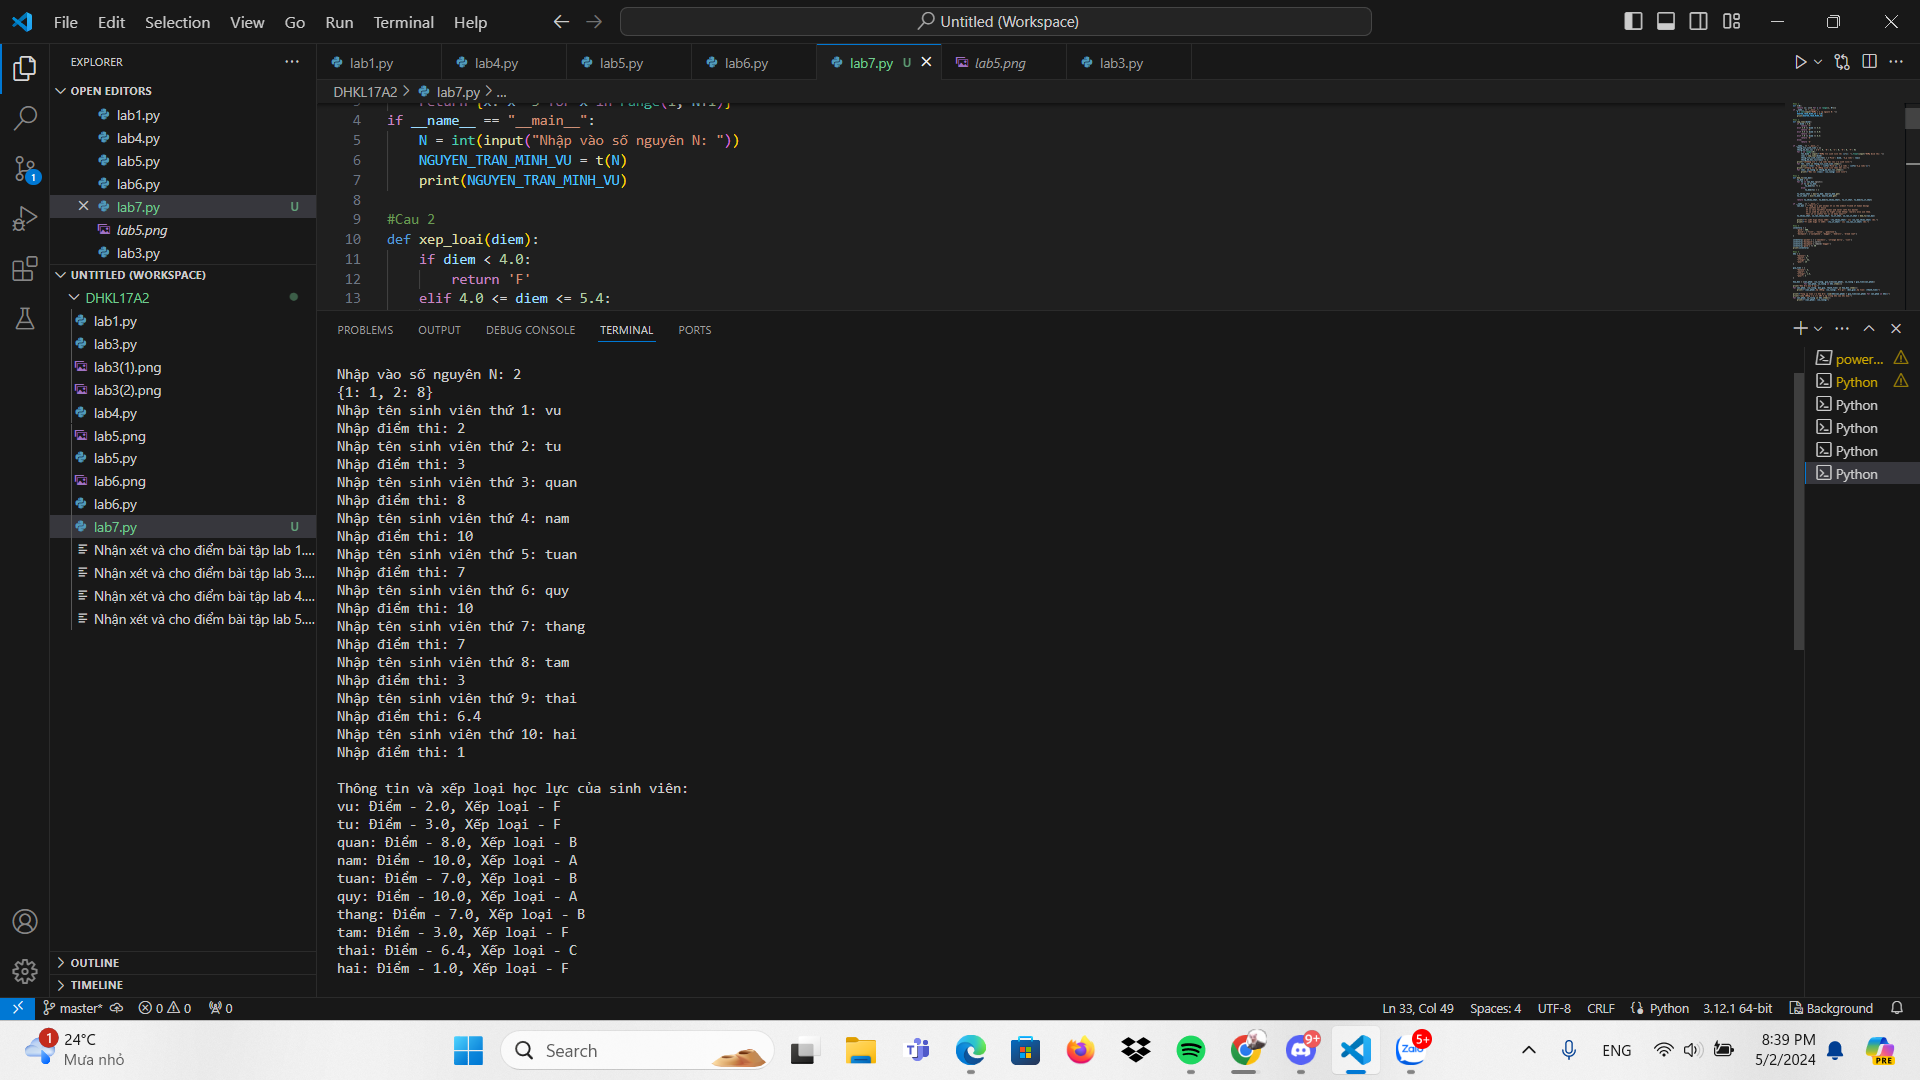 File Edit Selection View Go Run Terminal Help
Untitled (Workspace)
EXPLORER
lab1.py lab4.py lab5.py lab6.py lab7.py U lab5.png lab3.py
OPEN EDITORS
lab1.py
lab4.py
lab5.py
lab6.py
lab7.py U
lab5.png
lab3.py
UNTITLED (WORKSPACE)
DHKL17A2
lab1.py
lab3.py
lab3(1).png
lab3(2).png
lab4.py
lab5.png
lab5.py
lab6.png
lab6.py
lab7.py U
Nhận xét và cho điểm bài tập lab 1....
Nhận xét và cho điểm bài tập lab 3....
Nhận xét và cho điểm bài tập lab 4....
Nhận xét và cho điểm bài tập lab 5....
OUTLINE
TIMELINE
DHKL17A2 > lab7.py > ...
4 if __name__ == "__main__":
5 N = int(input("Nhập vào số nguyên N: "))
6 NGUYEN_TRAN_MINH_VU = t(N)
7 print(NGUYEN_TRAN_MINH_VU)
8
9 #Cau 2
10 def xep_loai(diem):
11 if diem < 4.0:
12 return 'F'
13 elif 4.0 <= diem <= 5.4:
PROBLEMS OUTPUT DEBUG CONSOLE TERMINAL PORTS
Nhập vào số nguyên N: 2
{1: 1, 2: 8}
Nhập tên sinh viên thứ 1: vu
Nhập điểm thi: 2
Nhập tên sinh viên thứ 2: tu
Nhập điểm thi: 3
Nhập tên sinh viên thứ 3: quan
Nhập điểm thi: 8
Nhập tên sinh viên thứ 4: nam
Nhập điểm thi: 10
Nhập tên sinh viên thứ 5: tuan
Nhập điểm thi: 7
Nhập tên sinh viên thứ 6: quy
Nhập điểm thi: 10
Nhập tên sinh viên thứ 7: thang
Nhập điểm thi: 7
Nhập tên sinh viên thứ 8: tam
Nhập điểm thi: 3
Nhập tên sinh viên thứ 9: thai
Nhập điểm thi: 6.4
Nhập tên sinh viên thứ 10: hai
Nhập điểm thi: 1
Thông tin và xếp loại học lực của sinh viên:
vu: Điểm - 2.0, Xếp loại - F
tu: Điểm - 3.0, Xếp loại - F
quan: Điểm - 8.0, Xếp loại - B
nam: Điểm - 10.0, Xếp loại - A
tuan: Điểm - 7.0, Xếp loại - B
quy: Điểm - 10.0, Xếp loại - A
thang: Điểm - 7.0, Xếp loại - B
tam: Điểm - 3.0, Xếp loại - F
thai: Điểm - 6.4, Xếp loại - C
hai: Điểm - 1.0, Xếp loại - F
power...
Python
Python
Python
Python
Python
1
master* 0 0 0
Ln 33, Col 49 Spaces: 4 UTF-8 CRLF Python 3.12.1 64-bit Background
1
24°C
Mưa nhỏ
Search
9+
Zalo
5+
ENG
8:39 PM
5/2/2024
PRE